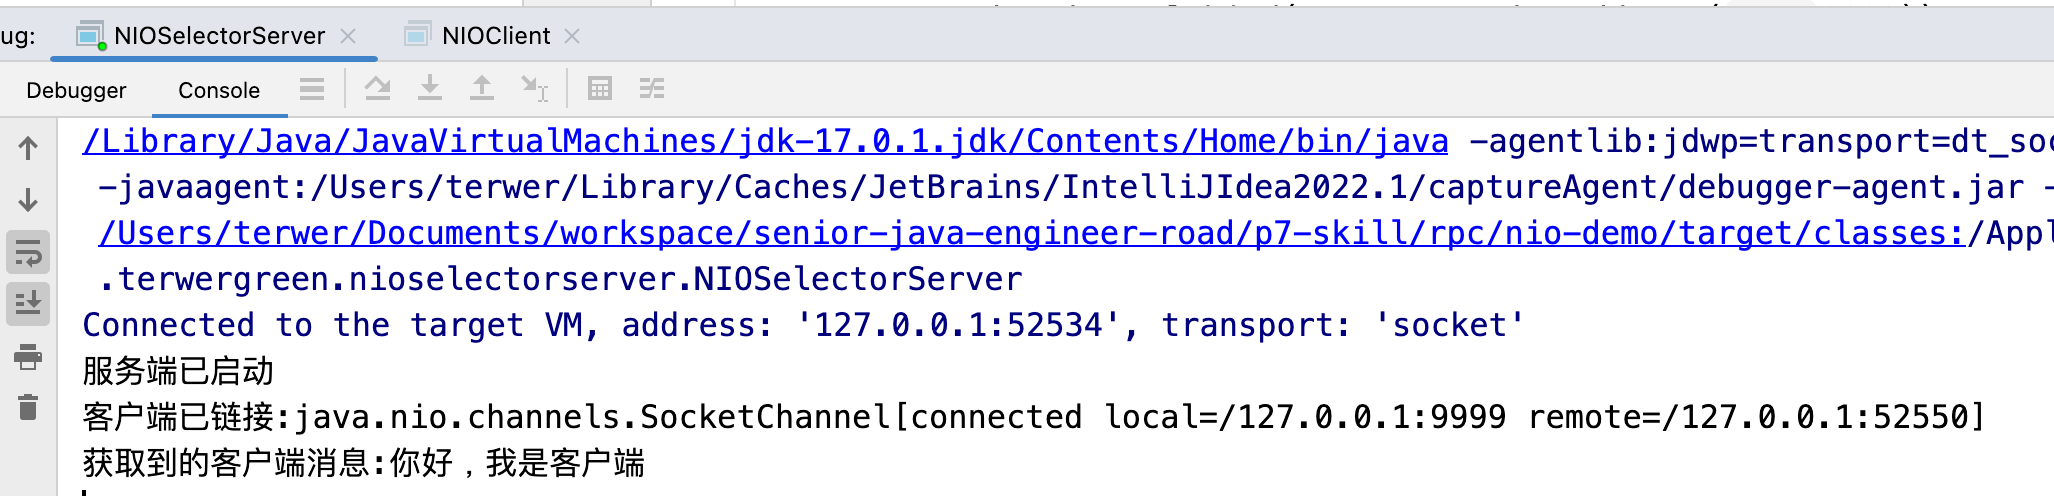 ug:
NIOSelectorServer
NIOClient
Debugger
Console
/Library/Java/JavaVirtualMachines/jdk-17.0.1.jdk/Contents/Home/bin/java -agentlib:jdwp=transport=dt_soc
-javaagent:/Users/terwer/Library/Caches/JetBrains/IntelliJIdea2022.1/captureAgent/debugger-agent.jar -
/Users/terwer/Documents/workspace/senior-java-engineer-road/p7-skill/rpc/nio-demo/target/classes:/Appl
.terwergreen.nioselectorserver.NIOSelectorServer
Connected to the target VM, address: '127.0.0.1:52534', transport: 'socket'
服务端已启动
客户端已链接:java.nio.channels.SocketChannel[connected local=/127.0.0.1:9999 remote=/127.0.0.1:52550]
获取到的客户端消息:你好，我是客户端